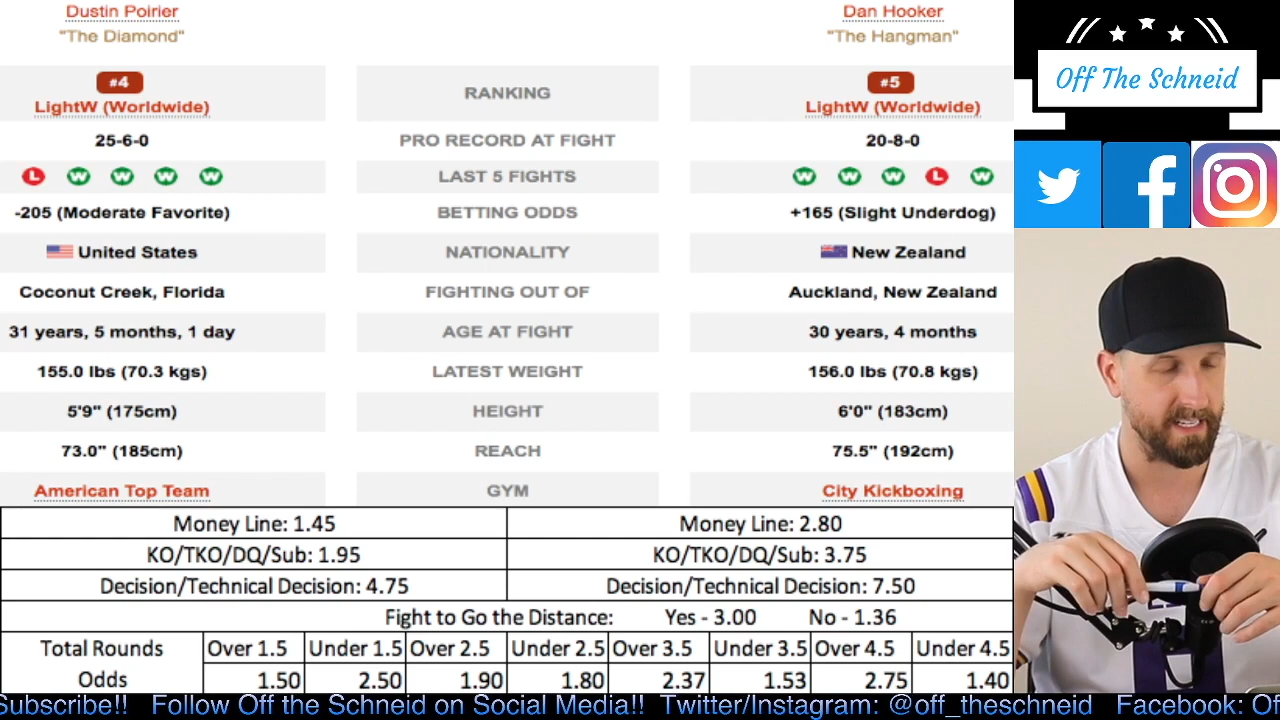 Dustin Poirier Dan Hooker
"The Diamond" "The Hangman"
#4 #5
LightW (Worldwide) RANKING LightW (Worldwide)
25-6-0 PRO RECORD AT FIGHT 20-8-0
L W W W W LAST 5 FIGHTS W W W L W
-205 (Moderate Favorite) BETTING ODDS +165 (Slight Underdog)
United States NATIONALITY New Zealand
Coconut Creek, Florida FIGHTING OUT OF Auckland, New Zealand
31 years, 5 months, 1 day AGE AT FIGHT 30 years, 4 months
155.0 lbs (70.3 kgs) LATEST WEIGHT 156.0 lbs (70.8 kgs)
5'9" (175cm) HEIGHT 6'0" (183cm)
73.0" (185cm) REACH 75.5" (192cm)
American Top Team GYM City Kickboxing
Money Line: 1.45 Money Line: 2.80
KO/TKO/DQ/Sub: 1.95 KO/TKO/DQ/Sub: 3.75
Decision/Technical Decision: 4.75 Decision/Technical Decision: 7.50
Fight to Go the Distance: Yes - 3.00 No - 1.36
Total Rounds Over 1.5 Under 1.5 Over 2.5 Under 2.5 Over 3.5 Under 3.5 Over 4.5 Under 4.5
Odds 1.50 2.50 1.90 1.80 2.37 1.53 2.75 1.40
Off The Schneid
Subscribe!! Follow Off the Schneid on Social Media!! Twitter/Instagram: @off_theschneid Facebook: Of